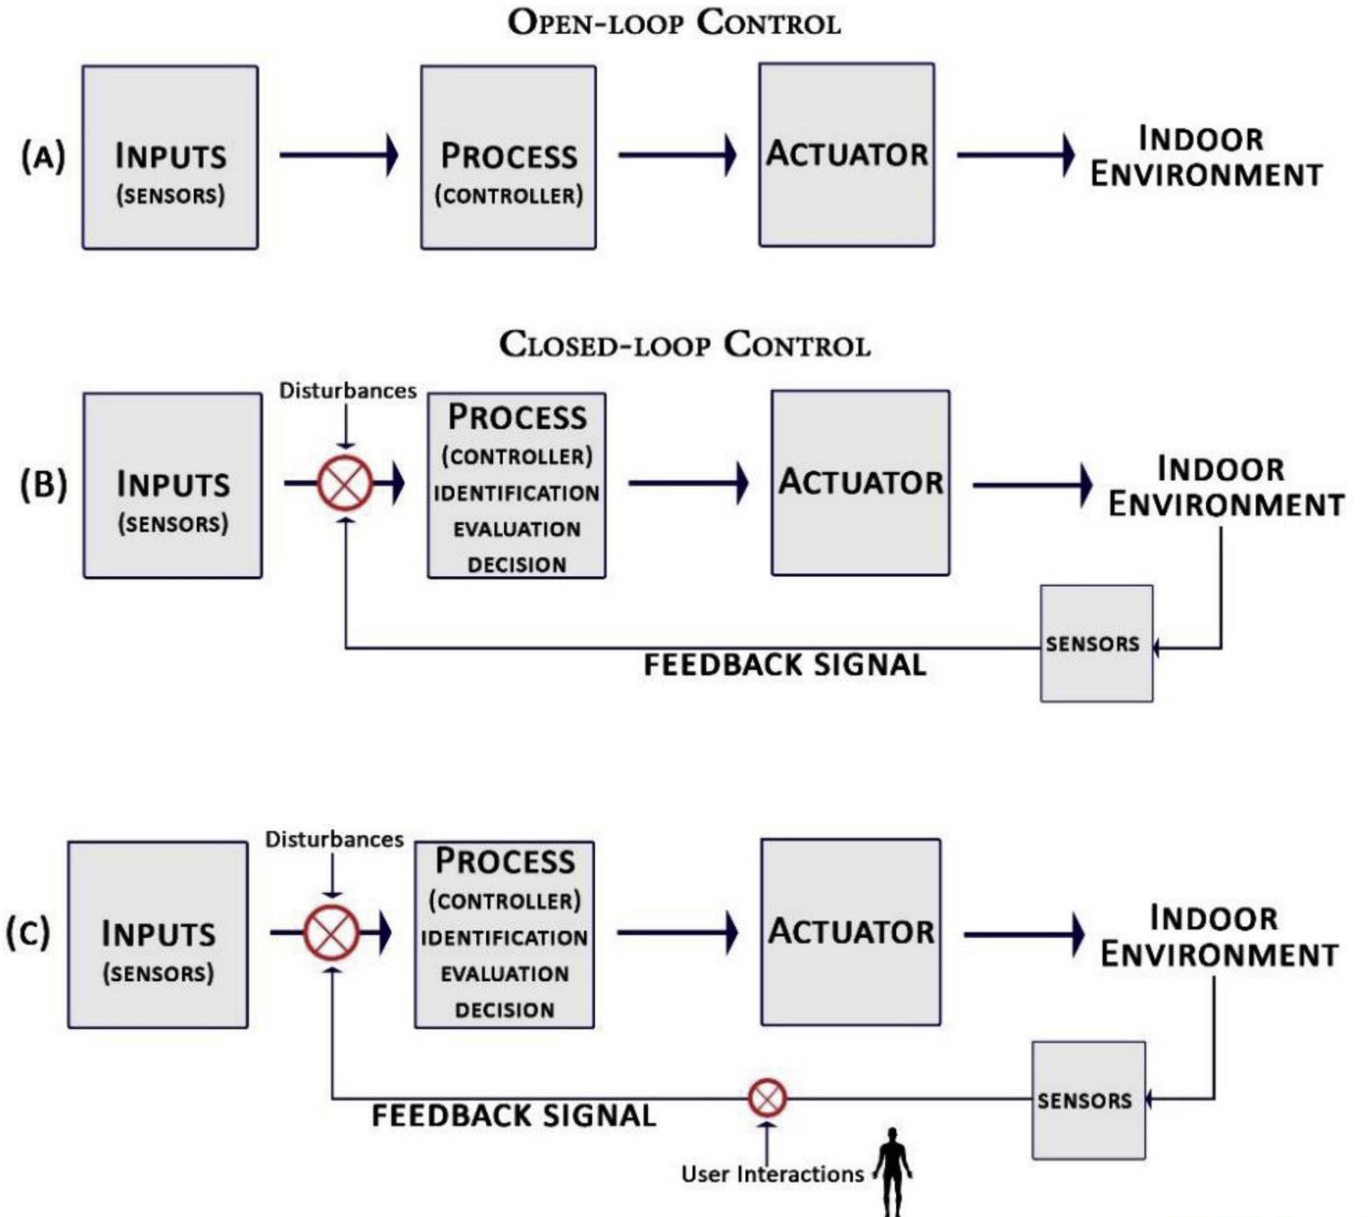 OPEN-LOOP CONTROL
(A)
INPUTS
(SENSORS)
PROCESS
(CONTROLLER)
ACTUATOR
INDOOR
ENVIRONMENT
CLOSED-LOOP CONTROL
(B)
INPUTS
(SENSORS)
Disturbances
PROCESS
(CONTROLLER)
IDENTIFICATION
EVALUATION
DECISION
ACTUATOR
INDOOR
ENVIRONMENT
SENSORS
FEEDBACK SIGNAL
(C)
INPUTS
(SENSORS)
Disturbances
PROCESS
(CONTROLLER)
IDENTIFICATION
EVALUATION
DECISION
ACTUATOR
INDOOR
ENVIRONMENT
SENSORS
FEEDBACK SIGNAL
User Interactions